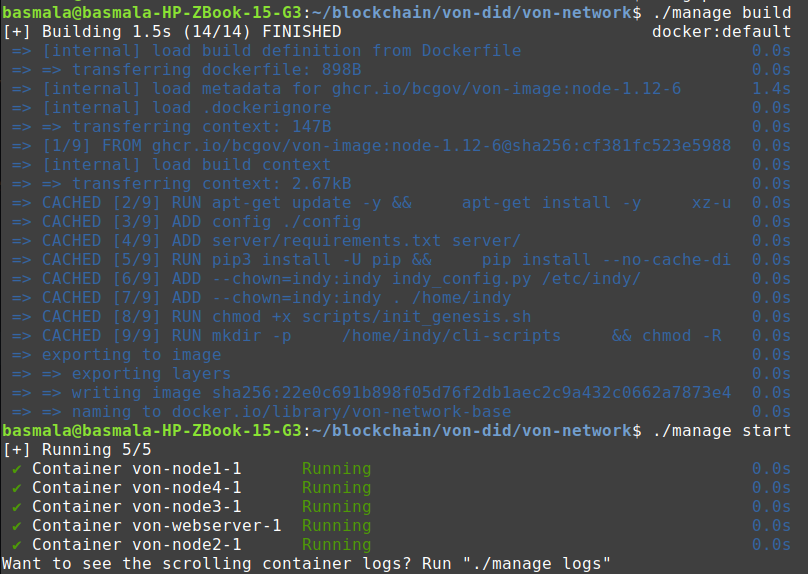 basmala@basmala-HP-ZBook-15-G3:~/blockchain/von-did/von-network$ ./manage build
[+] Building 1.5s (14/14) FINISHED docker:default
=> [internal] load build definition from Dockerfile 0.0s
=> => transferring dockerfile: 898B 0.0s
=> [internal] load metadata for ghcr.io/bcgov/von-image:node-1.12-6 1.4s
=> [internal] load .dockerignore 0.0s
=> => transferring context: 147B 0.0s
=> [1/9] FROM ghcr.io/bcgov/von-image:node-1.12-6@sha256:cf381fc523e5988 0.0s
=> [internal] load build context 0.0s
=> => transferring context: 2.67kB 0.0s
=> CACHED [2/9] RUN apt-get update -y && apt-get install -y xz-u 0.0s
=> CACHED [3/9] ADD config ./config 0.0s
=> CACHED [4/9] ADD server/requirements.txt server/ 0.0s
=> CACHED [5/9] RUN pip3 install -U pip && pip install --no-cache-di 0.0s
=> CACHED [6/9] ADD --chown=indy:indy indy_config.py /etc/indy/ 0.0s
=> CACHED [7/9] ADD --chown=indy:indy . /home/indy 0.0s
=> CACHED [8/9] RUN chmod +x scripts/init_genesis.sh 0.0s
=> CACHED [9/9] RUN mkdir -p /home/indy/cli-scripts && chmod -R 0.0s
=> exporting to image 0.0s
=> => exporting layers 0.0s
=> => writing image sha256:22e0c691b898f05d76f2db1aec2c9a432c0662a7873e4 0.0s
=> => naming to docker.io/library/von-network-base 0.0s
basmala@basmala-HP-ZBook-15-G3:~/blockchain/von-did/von-network$ ./manage start
[+] Running 5/5
✔ Container von-node1-1 Running 0.0s
✔ Container von-node4-1 Running 0.0s
✔ Container von-node3-1 Running 0.0s
✔ Container von-webserver-1 Running 0.0s
✔ Container von-node2-1 Running 0.0s
Want to see the scrolling container logs? Run "./manage logs"